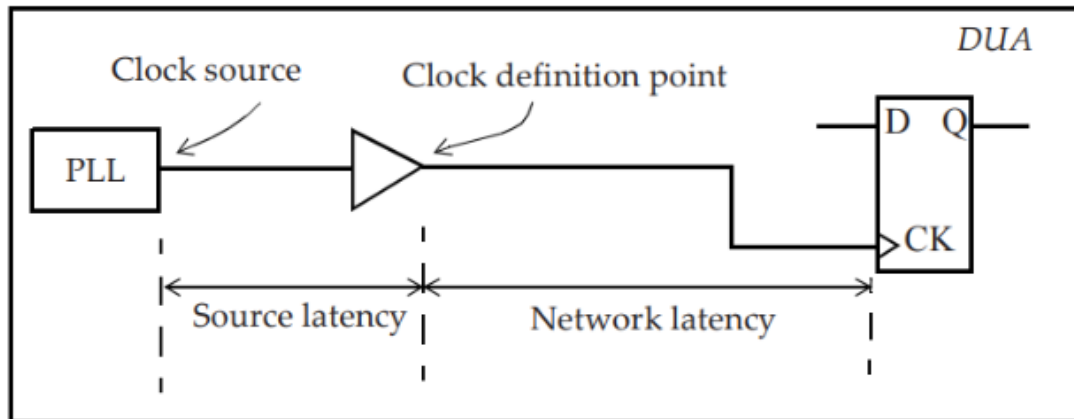 DUA
Clock source
Clock definition point
PLL
D Q
CK
Source latency
Network latency